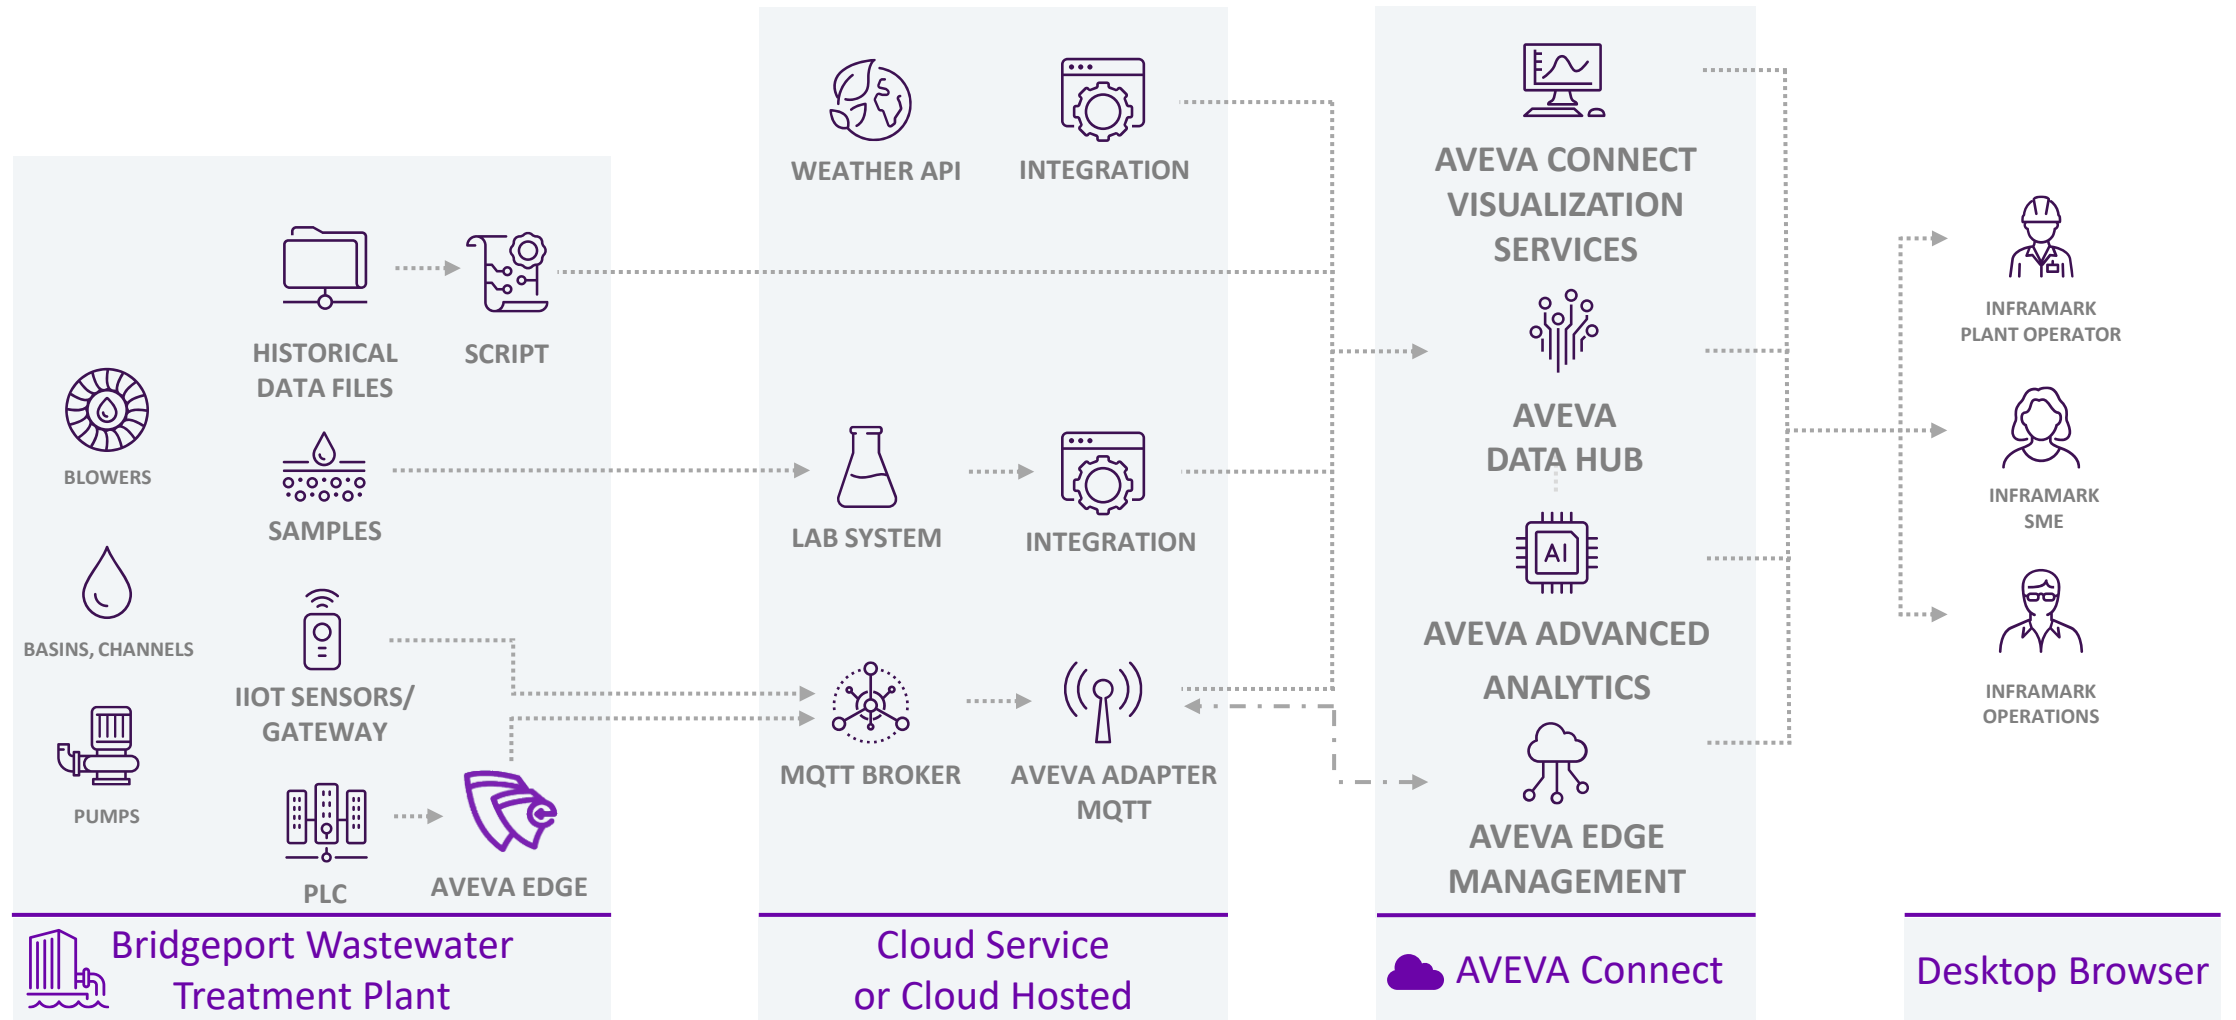 HISTORICAL
DATA FILES
SCRIPT
BLOWERS
SAMPLES
BASINS, CHANNELS
IIOT SENSORS/
GATEWAY
PUMPS
PLC
AVEVA EDGE
Bridgeport Wastewater
Treatment Plant
WEATHER API
INTEGRATION
LAB SYSTEM
INTEGRATION
MQTT BROKER
AVEVA ADAPTER
MQTT
Cloud Service
or Cloud Hosted
AVEVA CONNECT
VISUALIZATION
SERVICES
AVEVA
DATA HUB
AI
AVEVA ADVANCED
ANALYTICS
AVEVA EDGE
MANAGEMENT
AVEVA Connect
INFRAMARK
PLANT OPERATOR
INFRAMARK
SME
INFRAMARK
OPERATIONS
Desktop Browser